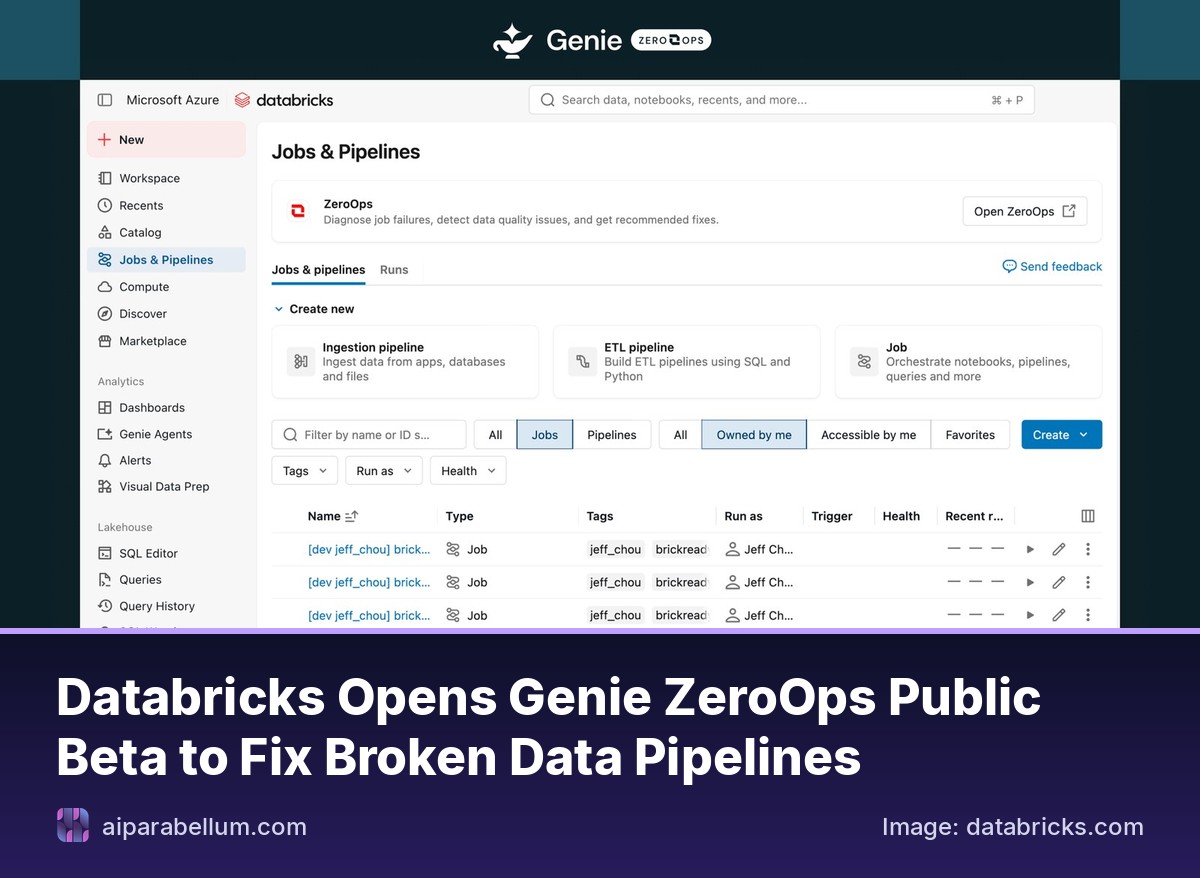 Genie ZEROOPS
Microsoft Azure databricks
Search data, notebooks, recents, and more... ⌘ + P
New
Workspace
Recents
Catalog
Jobs & Pipelines
Compute
Discover
Marketplace
Analytics
Dashboards
Genie Agents
Alerts
Visual Data Prep
Lakehouse
SQL Editor
Queries
Query History
Jobs & Pipelines
ZeroOps
Diagnose job failures, detect data quality issues, and get recommended fixes.
Open ZeroOps
Jobs & pipelines Runs
Send feedback
Create new
Ingestion pipeline
Ingest data from apps, databases
and files
ETL pipeline
Build ETL pipelines using SQL and
Python
Job
Orchestrate notebooks, pipelines,
queries and more
Filter by name or ID s... All Jobs Pipelines All Owned by me Accessible by me Favorites Create
Tags Run as Health
Name Type Tags Run as Trigger Health Recent r...
[dev jeff_chou] brick... Job jeff_chou brickread Jeff Ch...
[dev jeff_chou] brick... Job jeff_chou brickread Jeff Ch...
[dev jeff_chou] brick... Job jeff_chou brickread Jeff Ch...
Databricks Opens Genie ZeroOps Public
Beta to Fix Broken Data Pipelines
aiparabellum.com
Image: databricks.com